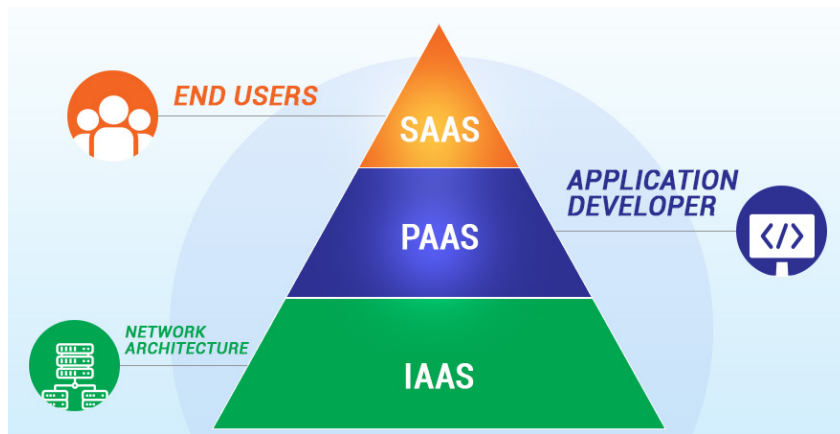 END USERS
SAAS
APPLICATION
DEVELOPER
PAAS
NETWORK
ARCHITECTURE
IAAS